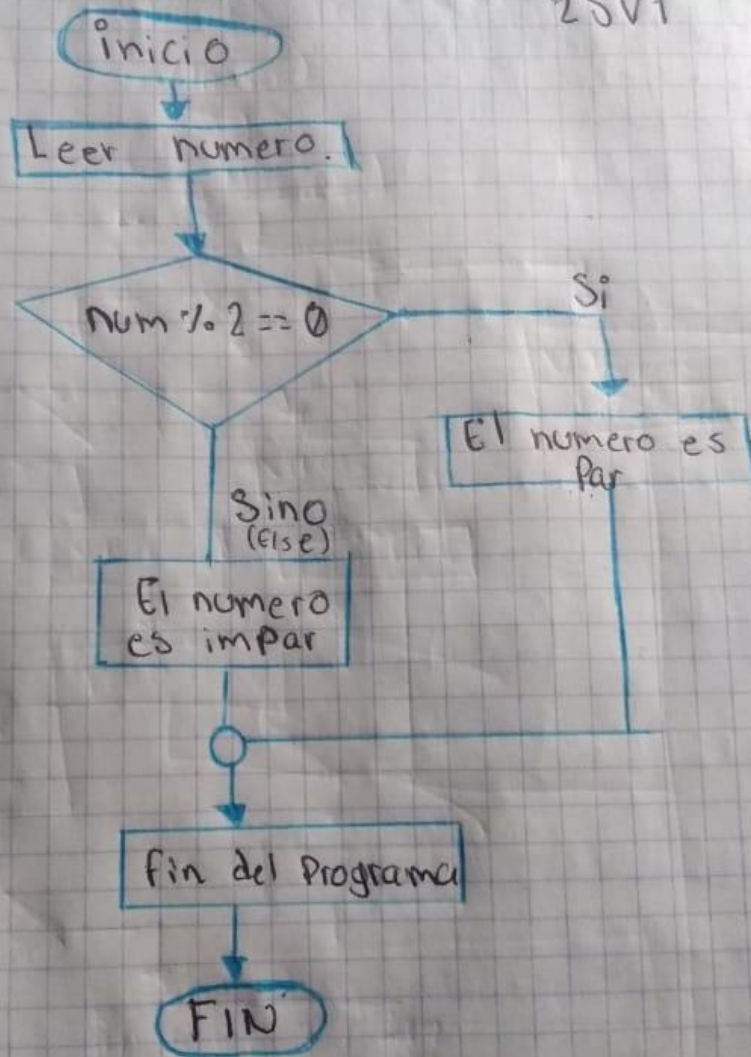 inicio
Leer numero.
num % 2 == 0
Si
El numero es
Par
Sino
(Else)
El numero
es impar
fin del Programa
FIN